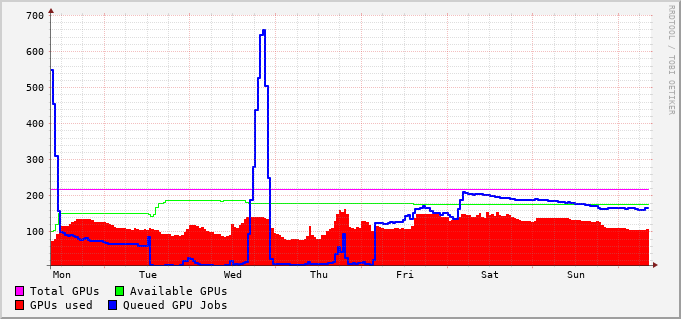 700
600
500
400
300
200
100
Mon Tue Wed Thu Fri Sat Sun
Total GPUs Available GPUs
GPUs used Queued GPU Jobs
RRDTOOL / TOBI OETIKER